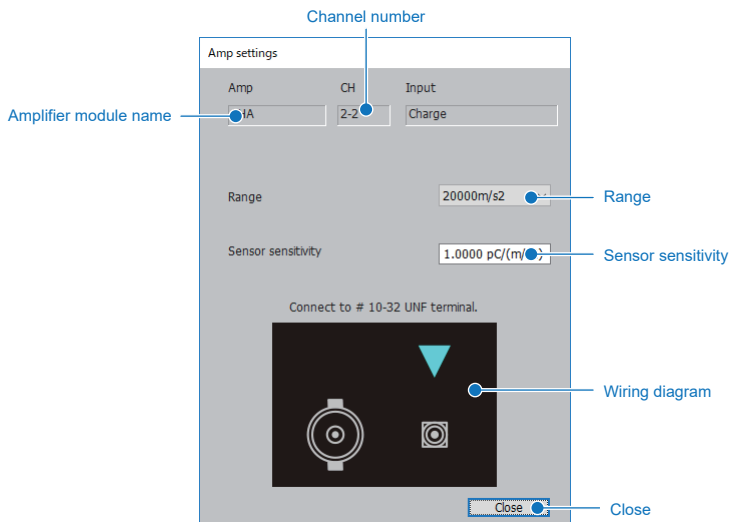 Channel number
Amp settings
Amp CH Input
Amplifier module name
2-2 Charge
Range 20000m/s2 Range
Sensor sensitivity 1.0000 Sensor sensitivity
Connect to # 10-32 UNF terminal.
Wiring diagram
Close Close